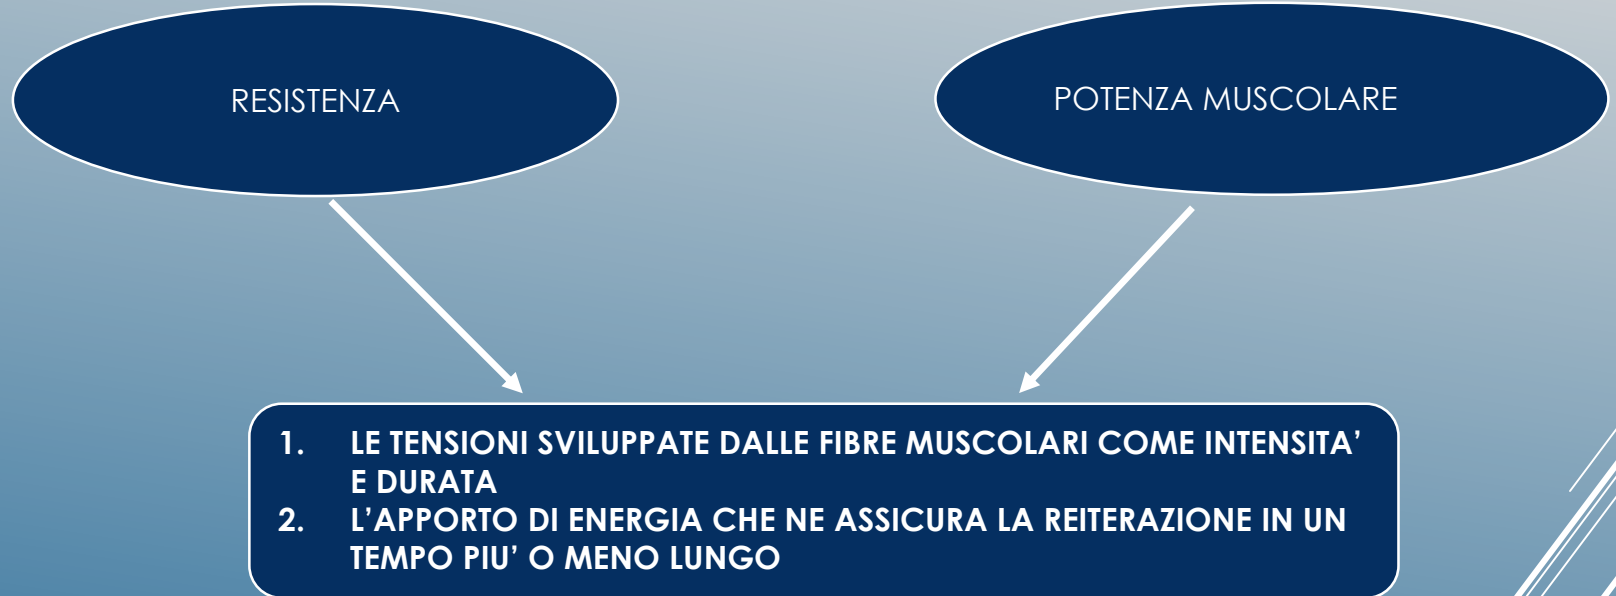 RESISTENZA
POTENZA MUSCOLARE
1. LE TENSIONI SVILUPPATE DALLE FIBRE MUSCOLARI COME INTENSITA’
E DURATA
2. L’APPORTO DI ENERGIA CHE NE ASSICURA LA REITERAZIONE IN UN
TEMPO PIU’ O MENO LUNGO